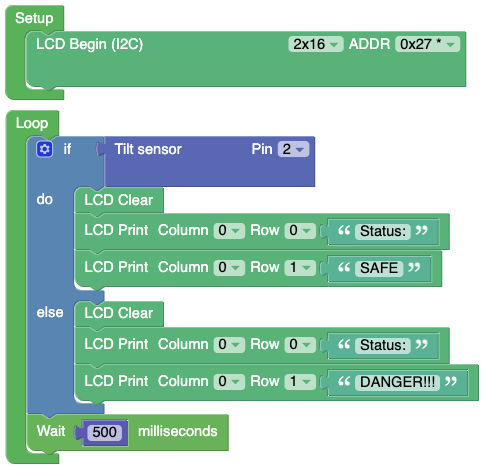 Setup
LCD Begin (I2C) 2x16 ADDR 0x27 *
Loop
if Tilt sensor Pin 2
do
LCD Clear
LCD Print Column 0 Row 0 “ Status: ”
LCD Print Column 0 Row 1 “ SAFE ”
else LCD Clear
LCD Print Column 0 Row 0 “ Status: ”
LCD Print Column 0 Row 1 “ DANGER!!! ”
Wait 500 milliseconds